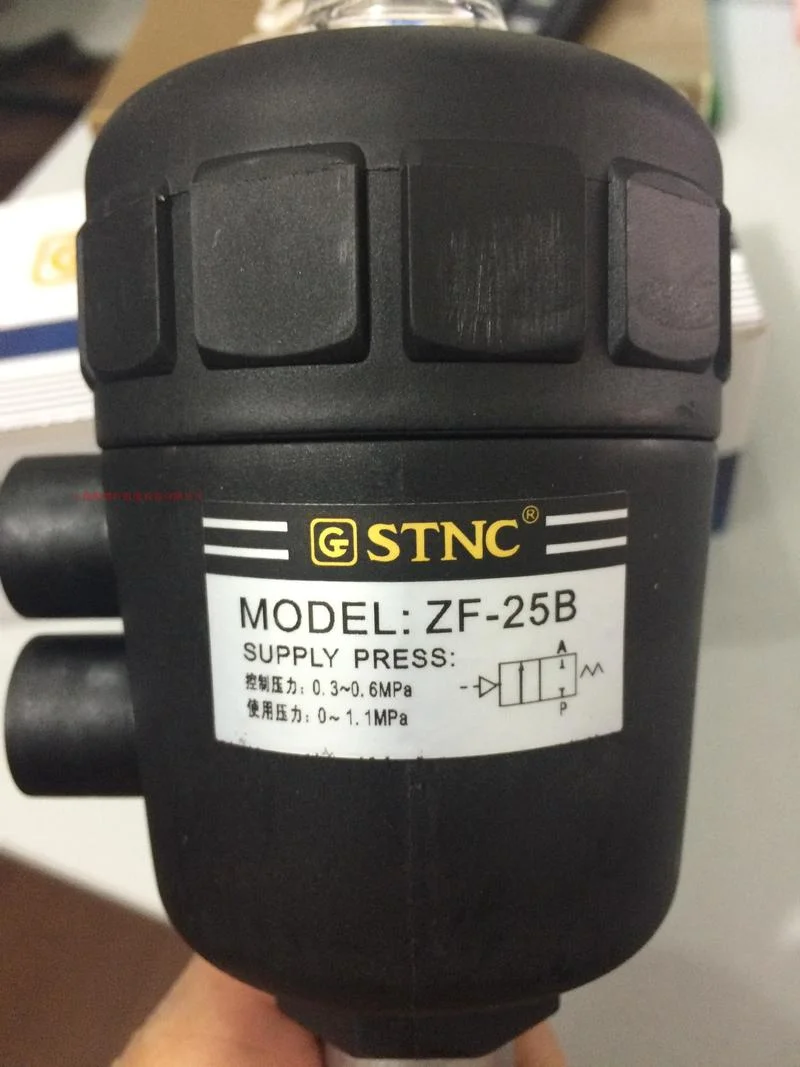 STNC®
MODEL: ZF-25B
SUPPLY PRESS:
控制压力: 0.3~0.6MPa
使用压力: 0~1.1MPa
A
P